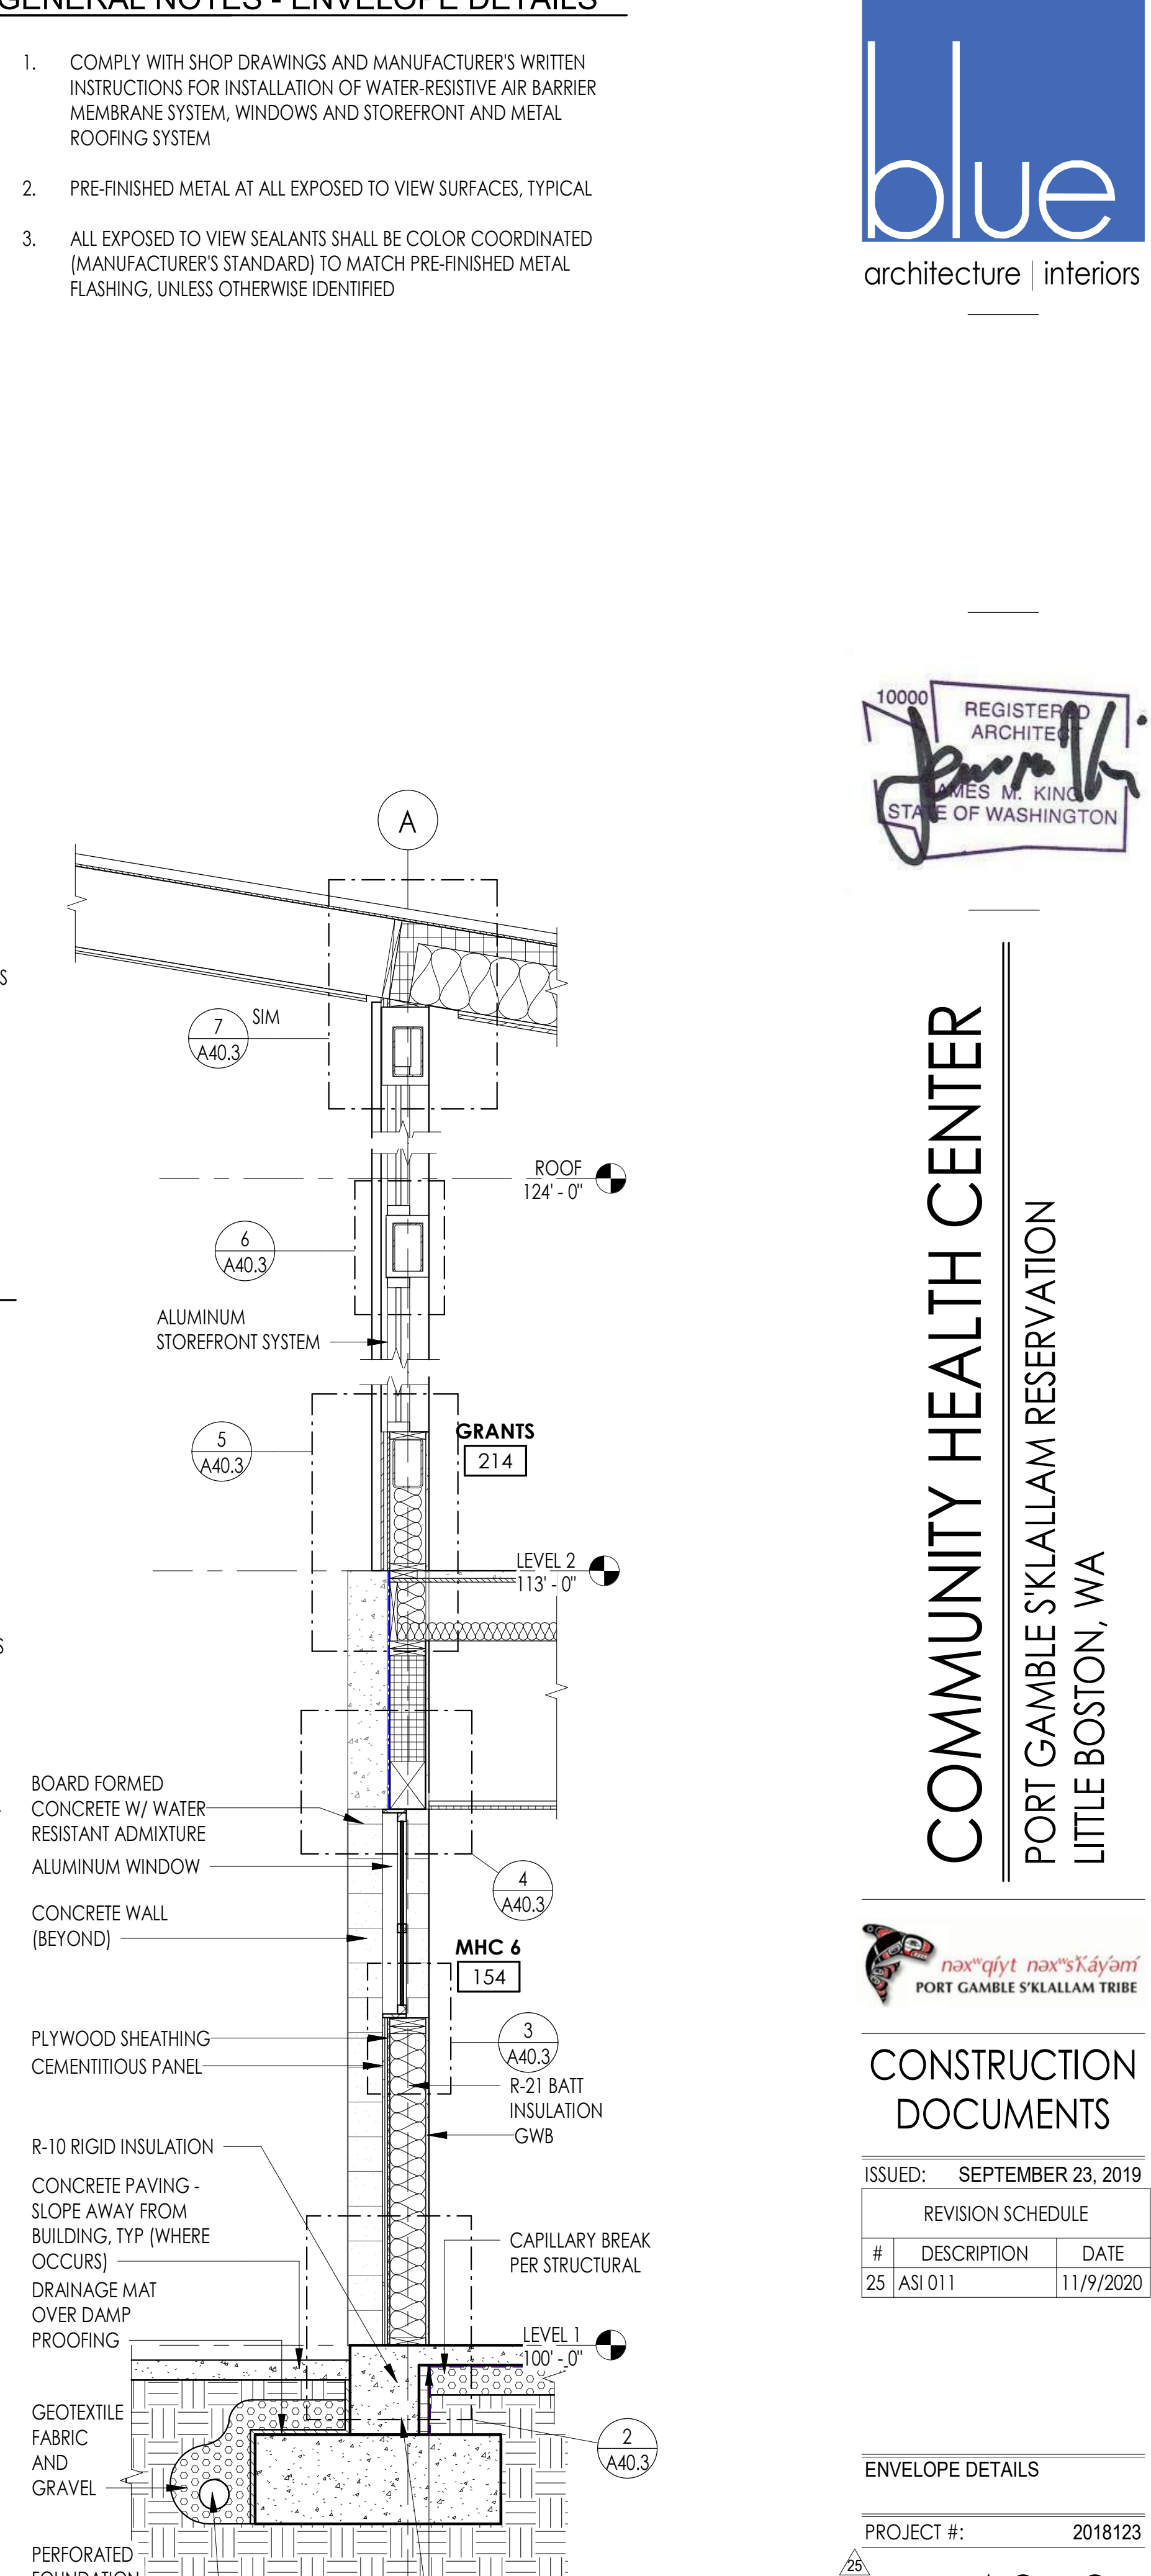 GENERAL NOTES - ENVELOPE DETAILS
1. COMPLY WITH SHOP DRAWINGS AND MANUFACTURER'S WRITTEN
INSTRUCTIONS FOR INSTALLATION OF WATER-RESISTIVE AIR BARRIER
MEMBRANE SYSTEM, WINDOWS AND STOREFRONT AND METAL
ROOFING SYSTEM
2. PRE-FINISHED METAL AT ALL EXPOSED TO VIEW SURFACES, TYPICAL
3. ALL EXPOSED TO VIEW SEALANTS SHALL BE COLOR COORDINATED
(MANUFACTURER'S STANDARD) TO MATCH PRE-FINISHED METAL
FLASHING, UNLESS OTHERWISE IDENTIFIED
A
S
7
A40.3
SIM
ROOF
124' - 0"
6
A40.3
ALUMINUM
STOREFRONT SYSTEM
5
A40.3
GRANTS
214
LEVEL 2
113' - 0"
S
BOARD FORMED
CONCRETE W/ WATER
RESISTANT ADMIXTURE
ALUMINUM WINDOW
4
A40.3
CONCRETE WALL
(BEYOND)
MHC 6
154
3
A40.3
PLYWOOD SHEATHING
CEMENTITIOUS PANEL
R-21 BATT
INSULATION
GWB
R-10 RIGID INSULATION
CONCRETE PAVING -
SLOPE AWAY FROM
BUILDING, TYP (WHERE
OCCURS)
CAPILLARY BREAK
PER STRUCTURAL
DRAINAGE MAT
OVER DAMP
PROOFING
LEVEL 1
100' - 0"
GEOTEXTILE
FABRIC
AND
GRAVEL
2
A40.3
PERFORATED
FOUNDATION
blue
architecture | interiors
10000
REGISTERED
ARCHITECT
JAMES M. KING
STATE OF WASHINGTON
COMMUNITY HEALTH CENTER
PORT GAMBLE S'KLALLAM RESERVATION
LITTLE BOSTON, WA
nəxʷqíyt nəxʷsƛ̕áy̓əm̓
PORT GAMBLE S'KLALLAM TRIBE
CONSTRUCTION
DOCUMENTS
ISSUED: SEPTEMBER 23, 2019
REVISION SCHEDULE
# DESCRIPTION DATE
25 ASI 011 11/9/2020
ENVELOPE DETAILS
PROJECT #: 2018123
25